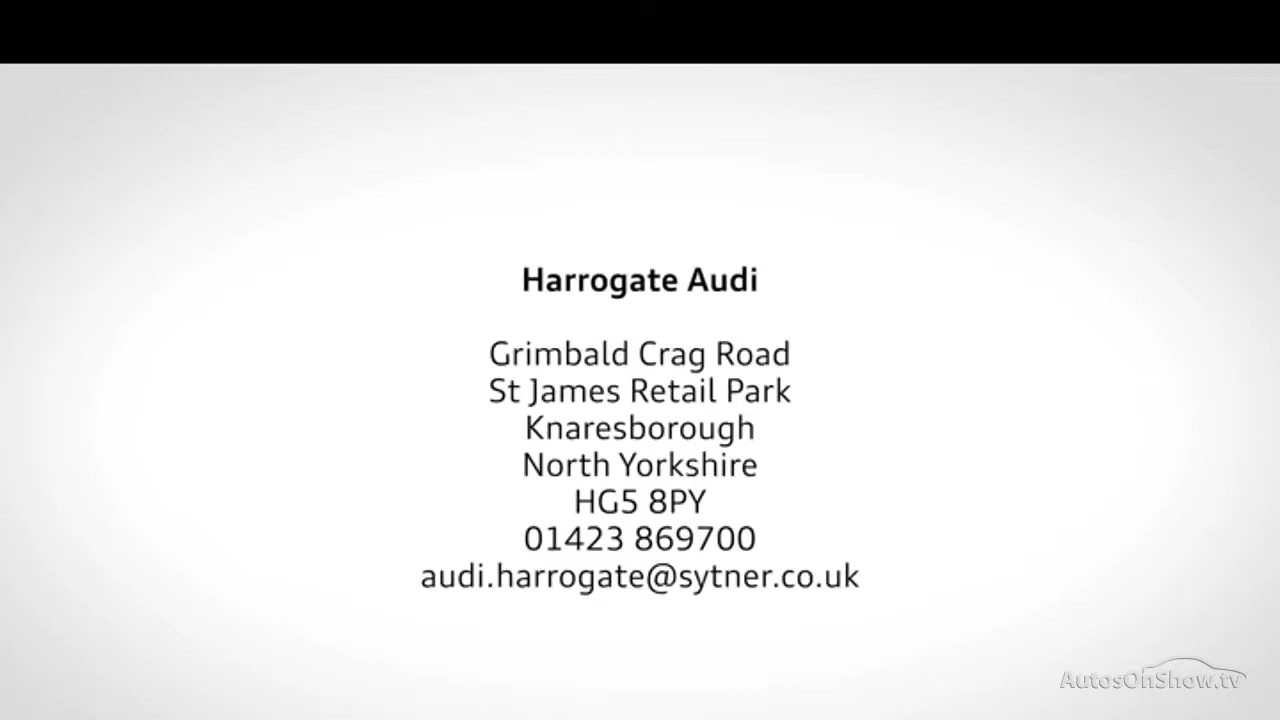 Harrogate Audi
Grimbald Crag Road
St James Retail Park
Knaresborough
North Yorkshire
HG5 8PY
01423 869700
audi.harrogate@sytner.co.uk
AutosOnShow.tv